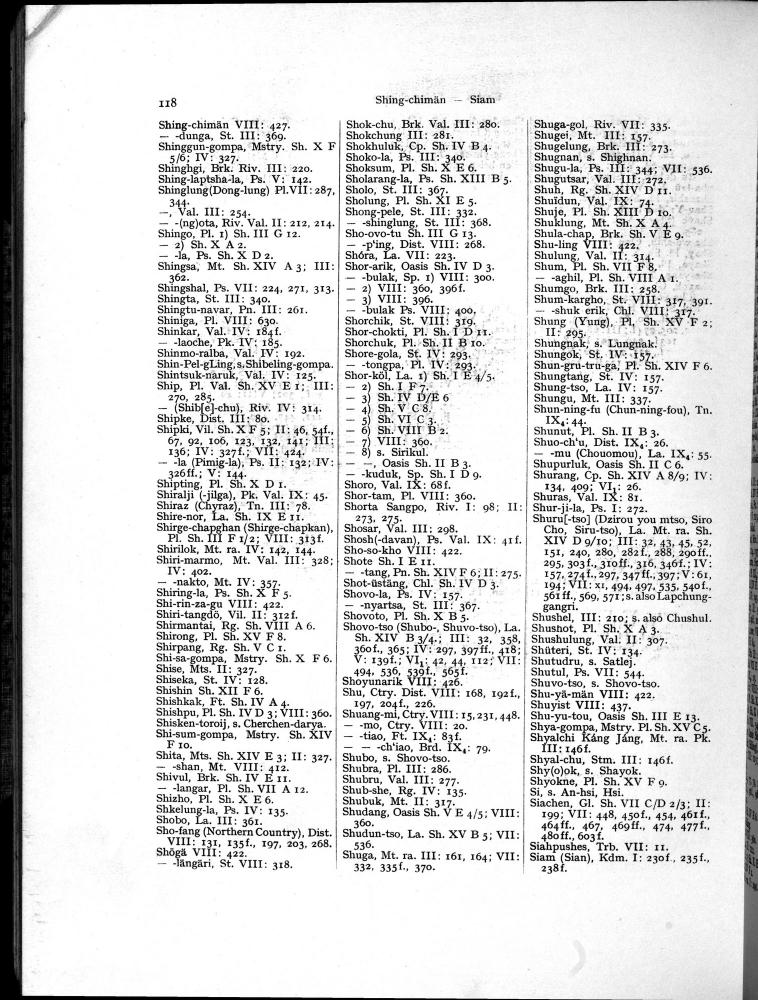 118
Shing-chimän — Siam
Shing-chimän VIII: 427.
— -dunga, St. III: 369.
Shinggun-gompa, Mstry. Sh. X F
5/6; IV: 327.
Shinghgi, Brk. Riv. III: 220.
Shing-laptsha-la, Ps. V: 142.
Shinglung(Dong-lung) Pl.VII: 287,
344.
—, Val. III: 254.
— -(ng)ota, Riv. Val. II: 212, 214.
Shingo, Pl. 1) Sh. III G 12.
— 2) Sh. X A 2.
— -la, Ps. Sh. X D 2.
Shingsa, Mt. Sh. XIV A 3; III:
362.
Shingshal, Ps. VII: 224, 271, 313.
Shingta, St. III: 340.
Shingtu-navar, Pn. III: 261.
Shiniga, Pl. VIII: 630.
Shinkar, Val. IV: 184f.
— -laoche, Pk. IV: 185.
Shinmo-ralba, Val. IV: 192.
Shin-Pel-gLing, s.Shibeling-gompa.
Shintsuk-naruk, Val. IV: 125.
Ship, Pl. Val. Sh. XV E 1; III:
270, 285.
— (Shib[e]-chu), Riv. IV: 314.
Shipke, Dist. III: 80.
Shipki, Vil. Sh. X F 5; II: 46, 54f.,
67, 92, 106, 123, 132, 141; III:
136; IV: 327f.; VII: 424.
— -la (Pimig-la), Ps. II: 132; IV:
326ff.; V: 144.
Shipting, Pl. Sh. X D 1.
Shiralji (-jilga), Pk. Val. IX: 45.
Shiraz (Chyraz), Tn. III: 78.
Shire-nor, La. Sh. IX E 11.
Shirge-chapghan (Shirge-chapkan),
Pl. Sh. III F 1/2; VIII: 313f.
Shirilok, Mt. ra. IV: 142, 144.
Shiri-marmo, Mt. Val. III: 328;
IV: 402.
— -nakto, Mt. IV: 357.
Shiring-la, Ps. Sh. X F 5.
Shi-rin-za-gu VIII: 422.
Shiri-tangdö, Val. II: 312f.
Shirmantai, Rg. Sh. VIII A 6.
Shirong, Pl. Sh. XV F 8.
Shirpang, Rg. Sh. V C 1.
Shi-sa-gompa, Mstry. Sh. X F 6.
Shise, Mts. II: 327.
Shiseka, St. IV: 128.
Shishin Sh. XII F 6.
Shishkak, Ft. Sh. IV A 4.
Shishpu, Pl. Sh. IV D 3; VIII: 360.
Shisken-toroij, s. Cherchen-darya.
Shi-sum-gompa, Mstry. Sh. XIV
F 10.
Shita, Mts. Sh. XIV E 3; II: 327.
— -shan, Mt. VIII: 412.
Shivul, Brk. Sh. IV E 11.
— -langar, Pl. Sh. VII A 12.
Shizho, Pl. Sh. X E 6.
Shkelung-la, Ps. IV: 135.
Shobo, La. III: 361.
Sho-fang (Northern Country), Dist.
VIII: 131, 135f., 197, 203, 268.
Shögä VIII: 422.
— -längäri, St. VIII: 318.
Shok-chu, Brk. Val. III: 280.
Shokchung III: 281.
Shokhuluk, Cp. Sh. IV B 4.
Shoko-la, Ps. III: 340.
Shoksum, Pl. Sh. X E 6.
Sholarang-la, Ps. Sh. XIII B 5.
Sholo, St. III: 367.
Sholung, Pl. Sh. XI E 5.
Shong-pele, St. III: 332.
— -shinglung, St. III: 368.
Sho-ovo-tu Sh. III G 13.
— -p'ing, Dist. VIII: 268.
Shóra, La. VII: 223.
Shor-arik, Oasis Sh. IV D 3.
— -bulak, Sp. 1) VIII: 300.
— 2) VIII: 360, 396f.
— 3) VIII: 396.
— -bulak Ps. VIII: 400.
Shorchik, St. VIII: 319.
Shor-chokti, Pl. Sh. I D 11.
Shorchuk, Pl. Sh. II B 10.
Shore-gola, St. IV: 293.
— -tongpa, Pl. IV: 293.
Shor-köl, La. 1) Sh. I E 4/5.
— 2) Sh. I F 7.
— 3) Sh. IV D/E 6
— 4) Sh. V C 8.
— 5) Sh. VI C 3.
— 6) Sh. VIII B 2.
— 7) VIII: 360.
— 8) s. Sirikul.
— —, Oasis Sh. II B 3.
— -kuduk, Sp. Sh. I D 9.
Shoro, Val. IX: 68f.
Shor-tam, Pl. VIII: 360.
Shorta Sangpo, Riv. I: 98; II:
273, 275.
Shosar, Val. III; 298.
Shosh(-davan), Ps. Val. IX: 41f.
Sho-so-kho VIII: 422.
Shote Sh. I E 11.
— -tang, Pn. Sh. XIV F 6; II: 275.
Shot-üstäng, Chl. Sh. IV D 3.
Shovo-la, Ps. IV: 157.
— -nyartsa, St. III: 367.
Shovoto, Pl. Sh. X B 5.
Shovo-tso (Shubo-, Shuvo-tso), La.
Sh. XIV B 3/4.; III: 32, 358,
360f., 365; IV: 297, 397ff., 418;
V: 139f.; VI₁: 42, 44, 112; VII:
494, 536, 539f., 565f.
Shoyunarik VIII: 426.
Shu, Ctry. Dist. VIII: 168, 192f.,
197, 204f., 226.
Shuang-mi, Ctry. VIII: 15, 231, 448.
— -mo, Ctry. VIII: 20.
— -tiao, Ft. IX₄: 83f.
— — -ch'iao, Brd. IX₄: 79.
Shubo, s. Shovo-tso.
Shubra, Pl. III: 286.
Shubru, Val. III: 277.
Shub-she, Rg. IV: 135.
Shubuk, Mt. II: 317.
Shudang, Oasis Sh. V E 4/5; VIII:
360.
Shudun-tso, La. Sh. XV B 5; VII:
536.
Shuga, Mt. ra. III: 161, 164; VII:
332, 335f., 370.
Shuga-gol, Riv. VII: 335.
Shugei, Mt. III: 157.
Shugelung, Brk. III: 273.
Shugnan, s. Shighnan.
Shugu-la, Ps. III: 344; VII: 536.
Shugutsar, Val. III: 272.
Shuh, Rg. Sh. XIV D 11.
Shuïdun, Val. IX: 74.
Shuje, Pl. Sh. XIII D 10.
Shuklung, Mt. Sh. X A 4.
Shula-chap, Brk. Sh. V E 9.
Shu-ling VIII: 422.
Shulung, Val. II: 314.
Shum, Pl. Sh. VII F 8.
— -aghil, Pl. Sh. VIII A 1.
Shumgo, Brk. III: 258.
Shum-kargho, St. VIII: 317, 391.
— -shuk erik, Chl. VIII: 317.
Shung (Yung), Pl. Sh. XV F 2;
II: 295.
Shungnak, s. Lungnak.
Shungok, St. IV: 157.
Shun-gru-tru-ga, Pl. Sh. XIV F 6.
Shungtang, St. IV: 157.
Shung-tso, La. IV: 157.
Shungu, Mt. III: 337.
Shun-ning-fu (Chun-ning-fou), Tn.
IX₄: 44.
Shunut, Pl. Sh. II B 3.
Shuo-ch'u, Dist. IX₄: 26.
— -mu (Chouomou), La. IX₄: 55.
Shupurluk, Oasis Sh. II C 6.
Shurang, Cp. Sh. XIV A 8/9; IV:
134, 409; VI₁: 26.
Shuras, Val. IX: 81.
Shur-ji-la, Ps. I: 272.
Shuru[-tso] (Dzirou you mtso, Siro
Cho, Siru-tso), La. Mt. ra. Sh.
XIV D 9/10; III: 32, 43, 45, 52,
151, 240, 280, 282f., 288, 290ff.,
295, 303f., 310ff., 316, 346f.; IV:
157, 274f., 297, 347ff., 397; V: 61,
194; VII: xi, 494, 497, 535, 540f.,
561ff., 569, 571; s. also Lapchung-
gangri.
Shushel, III: 210; s. also Chushul.
Shushot, Pl. Sh. X A 3.
Shushulung, Val. II: 307.
Shüteri, St. IV: 134.
Shutudru, s. Satlej.
Shutul, Ps. VII: 544.
Shuvo-tso, s. Shovo-tso.
Shu-yä-män VIII: 422.
Shuyist VIII: 437.
Shu-yu-tou, Oasis Sh. III E 13.
Shya-gompa, Mstry. Pl. Sh. XV C 5.
Shyalchi Káng Jáng, Mt. ra. Pk.
III: 146f.
Shyal-chu, Stm. III: 146f.
Shy(o)ok, s. Shayok.
Shyokne, Pl. Sh. XV F 9.
Si, s. An-hsi, Hsi.
Siachen, Gl. Sh. VII C/D 2/3; II:
199; VII: 448, 450f., 454, 461f.,
464ff., 467, 469ff., 474, 477f.,
480ff., 603f.
Siahpushes, Trb. VII: 11.
Siam (Sian), Kdm. I: 230f., 235f.,
238f.